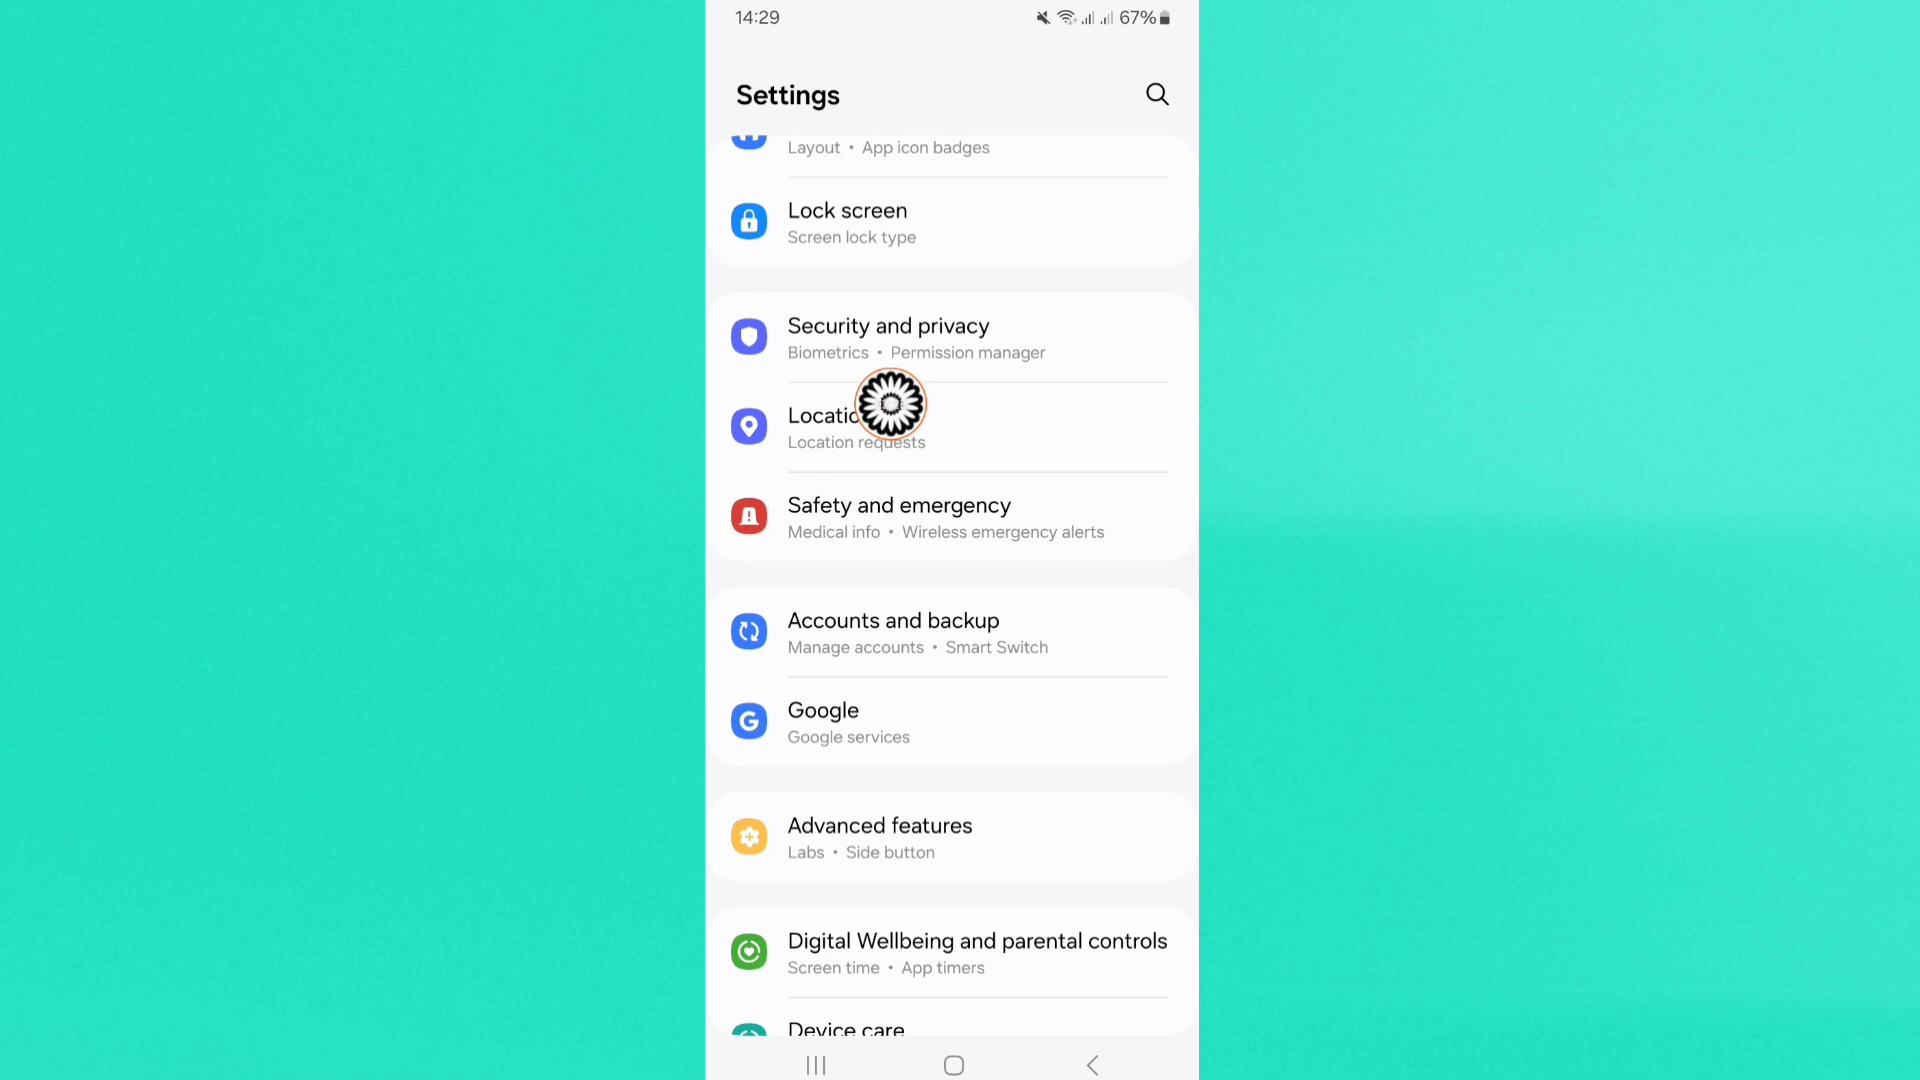 14:29
67%
Settings
Layout • App icon badges
Lock screen
Screen lock type
Security and privacy
Biometrics • Permission manager
Location requests
Safety and emergency
Medical info • Wireless emergency alerts
Accounts and backup
Manage accounts • Smart Switch
Google
Google services
Advanced features
Labs • Side button
Digital Wellbeing and parental controls
Screen time • App timers
Device care